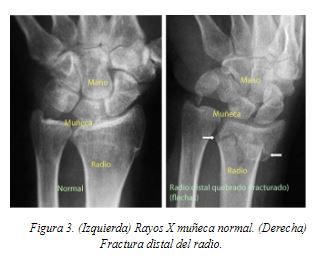 Mano
Muñeca
Radio
Normal
Mano
Muñeca
Radio
Radio distal quebrado (fracturado)
(flechas)
Figura 3. (Izquierda) Rayos X muñeca normal. (Derecha)
Fractura distal del radio.